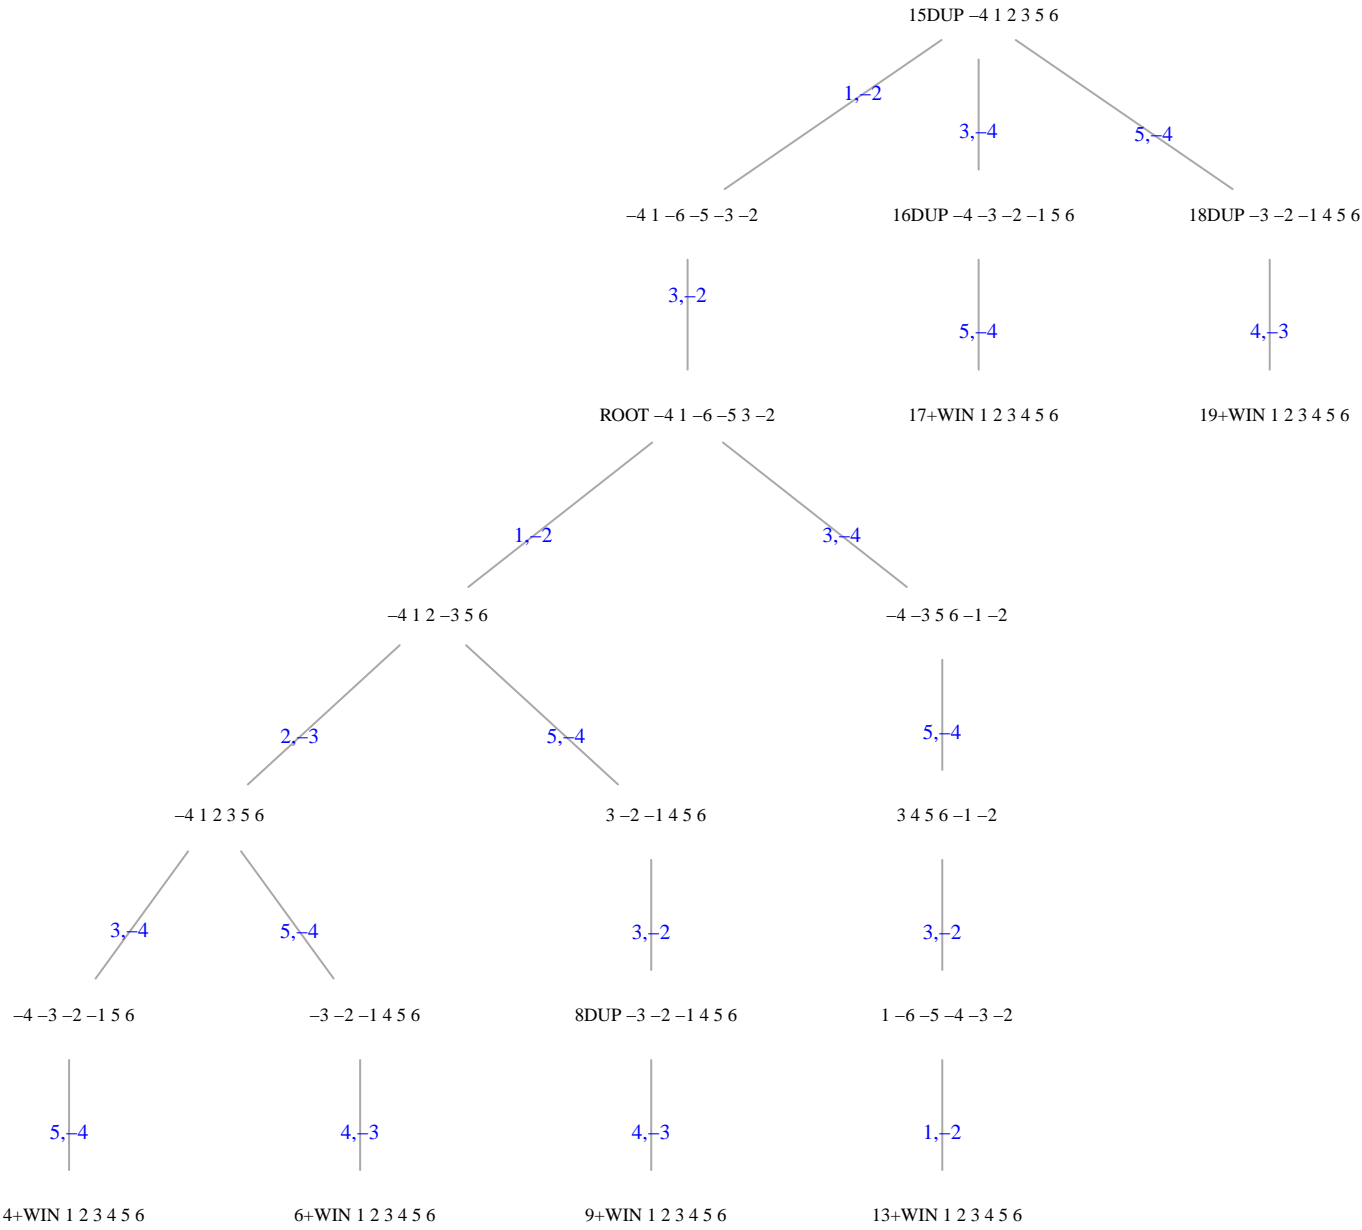 15DUP –4 1 2 3 5 6
1,–2
3,–4
5,–4
–4 1 –6 –5 –3 –2
16DUP –4 –3 –2 –1 5 6
18DUP –3 –2 –1 4 5 6
3,–2
5,–4
4,–3
ROOT –4 1 –6 –5 3 –2
17+WIN 1 2 3 4 5 6
19+WIN 1 2 3 4 5 6
1,–2
3,–4
–4 1 2 –3 5 6
–4 –3 5 6 –1 –2
2,–3
5,–4
5,–4
–4 1 2 3 5 6
3 –2 –1 4 5 6
3 4 5 6 –1 –2
3,–4
5,–4
3,–2
3,–2
–4 –3 –2 –1 5 6
–3 –2 –1 4 5 6
8DUP –3 –2 –1 4 5 6
1 –6 –5 –4 –3 –2
5,–4
4,–3
4,–3
1,–2
4+WIN 1 2 3 4 5 6
6+WIN 1 2 3 4 5 6
9+WIN 1 2 3 4 5 6
13+WIN 1 2 3 4 5 6